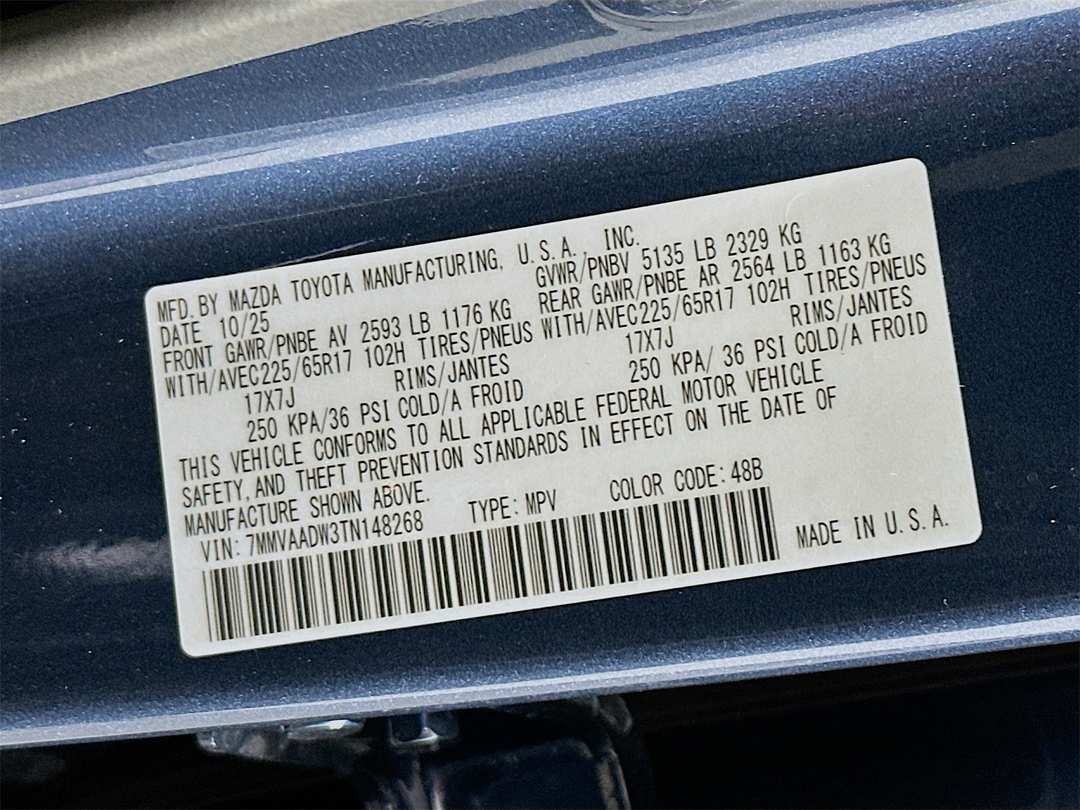 MFD. BY MAZDA TOYOTA MANUFACTURING, U.S.A., INC.
DATE 10/25 GVWR/PNBV 5135 LB 2329 KG
FRONT GAWR/PNBE AV 2593 LB 1176 KG REAR GAWR/PNBE AR 2564 LB 1163 KG
WITH/AVEC225/65R17 102H TIRES/PNEUS WITH/AVEC225/65R17 102H TIRES/PNEUS
17X7J RIMS/JANTES 17X7J RIMS/JANTES
250 KPA/36 PSI COLD/A FROID 250 KPA/ 36 PSI COLD/A FROID
THIS VEHICLE CONFORMS TO ALL APPLICABLE FEDERAL MOTOR VEHICLE
SAFETY, AND THEFT PREVENTION STANDARDS IN EFFECT ON THE DATE OF
MANUFACTURE SHOWN ABOVE.
VIN: 7MMVAADW3TN148268 TYPE: MPV COLOR CODE: 48B
MADE IN U.S.A.